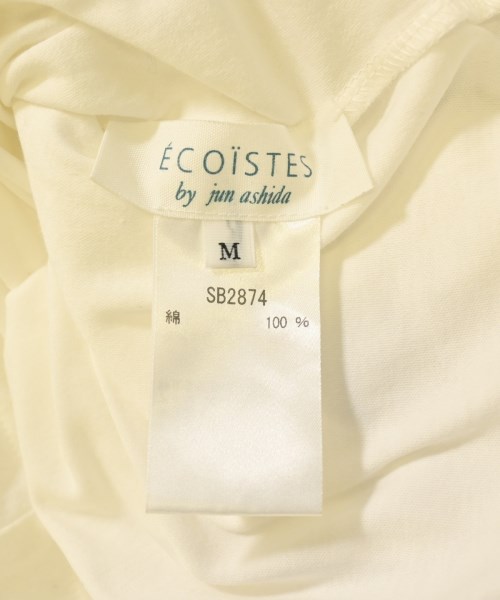 ÉCOÏSTES
by jun ashida
M
SB2874
綿 100 %